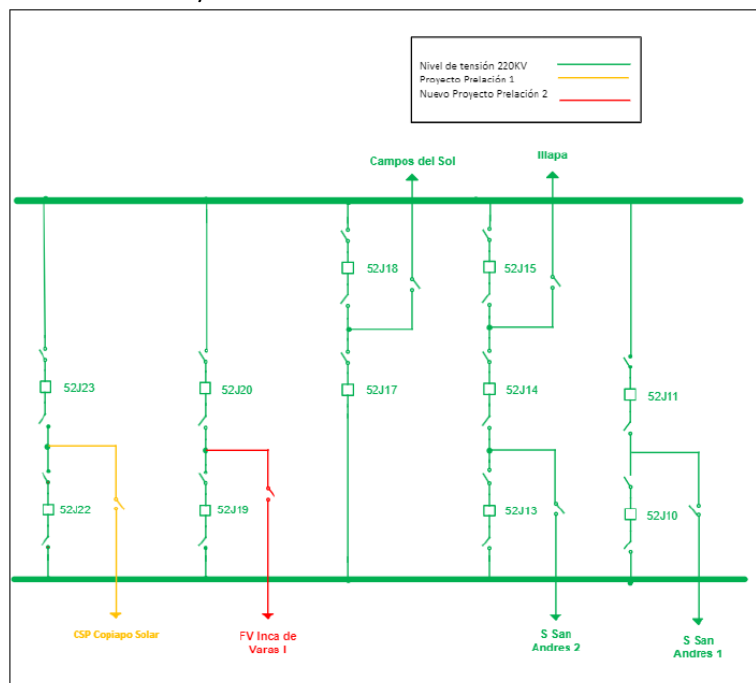 Nivel de tensión 220KV
Proyecto Prelación 1
Nuevo Proyecto Prelación 2
Campos del Sol
Illapa
52J18
52J15
52J23
52J20
52J17
52J14
52J11
52J22
52J19
52J13
52J10
CSP Copiapo Solar
FV Inca de
Varas I
S San
Andres 2
S San
Andres 1